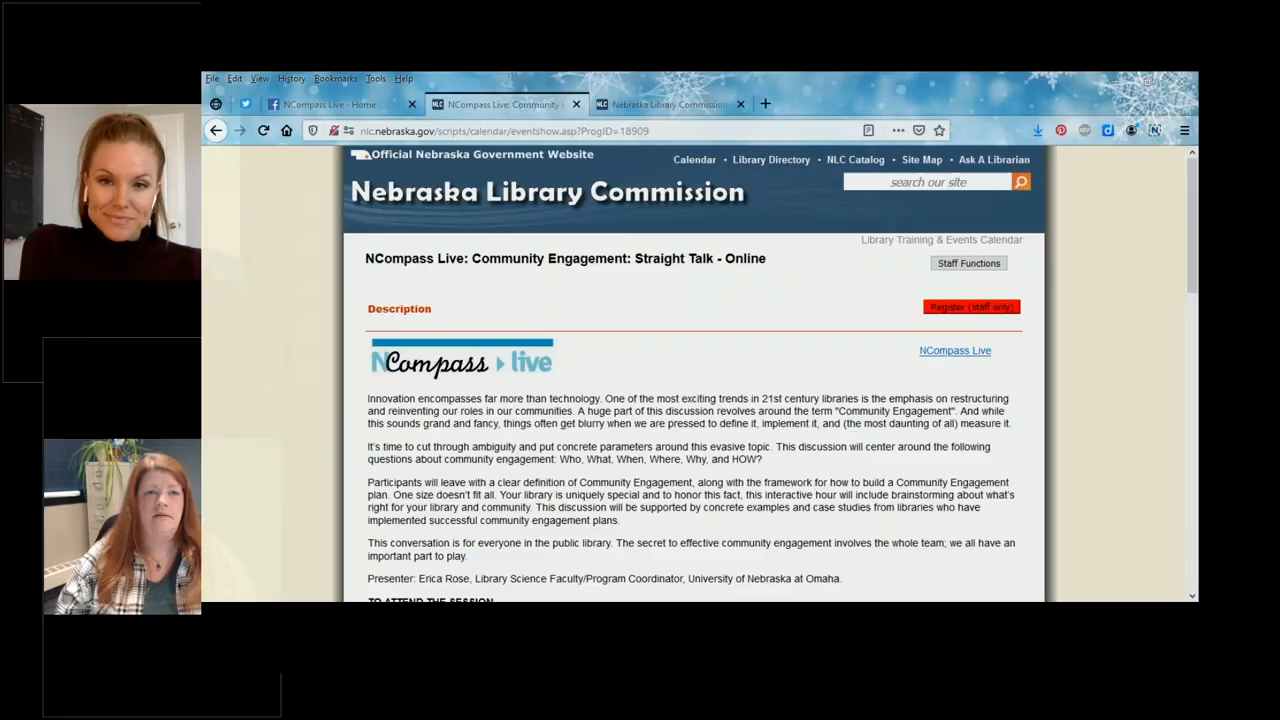 File Edit View History Bookmarks Tools Help
NCompass Live - Home
NCompass Live: Community
Nebraska Library Commission
nlc.nebraska.gov/scripts/calendar/eventshow.asp?ProgID=18909
Official Nebraska Government Website
Calendar • Library Directory • NLC Catalog • Site Map • Ask A Librarian
Nebraska Library Commission
search our site
Library Training & Events Calendar
NCompass Live: Community Engagement: Straight Talk - Online
Staff Functions
Description
Register (staff only)
NCompass live
NCompass Live
Innovation encompasses far more than technology. One of the most exciting trends in 21st century libraries is the emphasis on restructuring
and reinventing our roles in our communities. A huge part of this discussion revolves around the term "Community Engagement". And while
this sounds grand and fancy, things often get blurry when we are pressed to define it, implement it, and (the most daunting of all) measure it.
It's time to cut through ambiguity and put concrete parameters around this evasive topic. This discussion will center around the following
questions about community engagement: Who, What, When, Where, Why, and HOW?
Participants will leave with a clear definition of Community Engagement, along with the framework for how to build a Community Engagement
plan. One size doesn't fit all. Your library is uniquely special and to honor this fact, this interactive hour will include brainstorming about what's
right for your library and community. This discussion will be supported by concrete examples and case studies from libraries who have
implemented successful community engagement plans.
This conversation is for everyone in the public library. The secret to effective community engagement involves the whole team; we all have an
important part to play.
Presenter: Erica Rose, Library Science Faculty/Program Coordinator, University of Nebraska at Omaha.
TO ATTEND THE SESSION